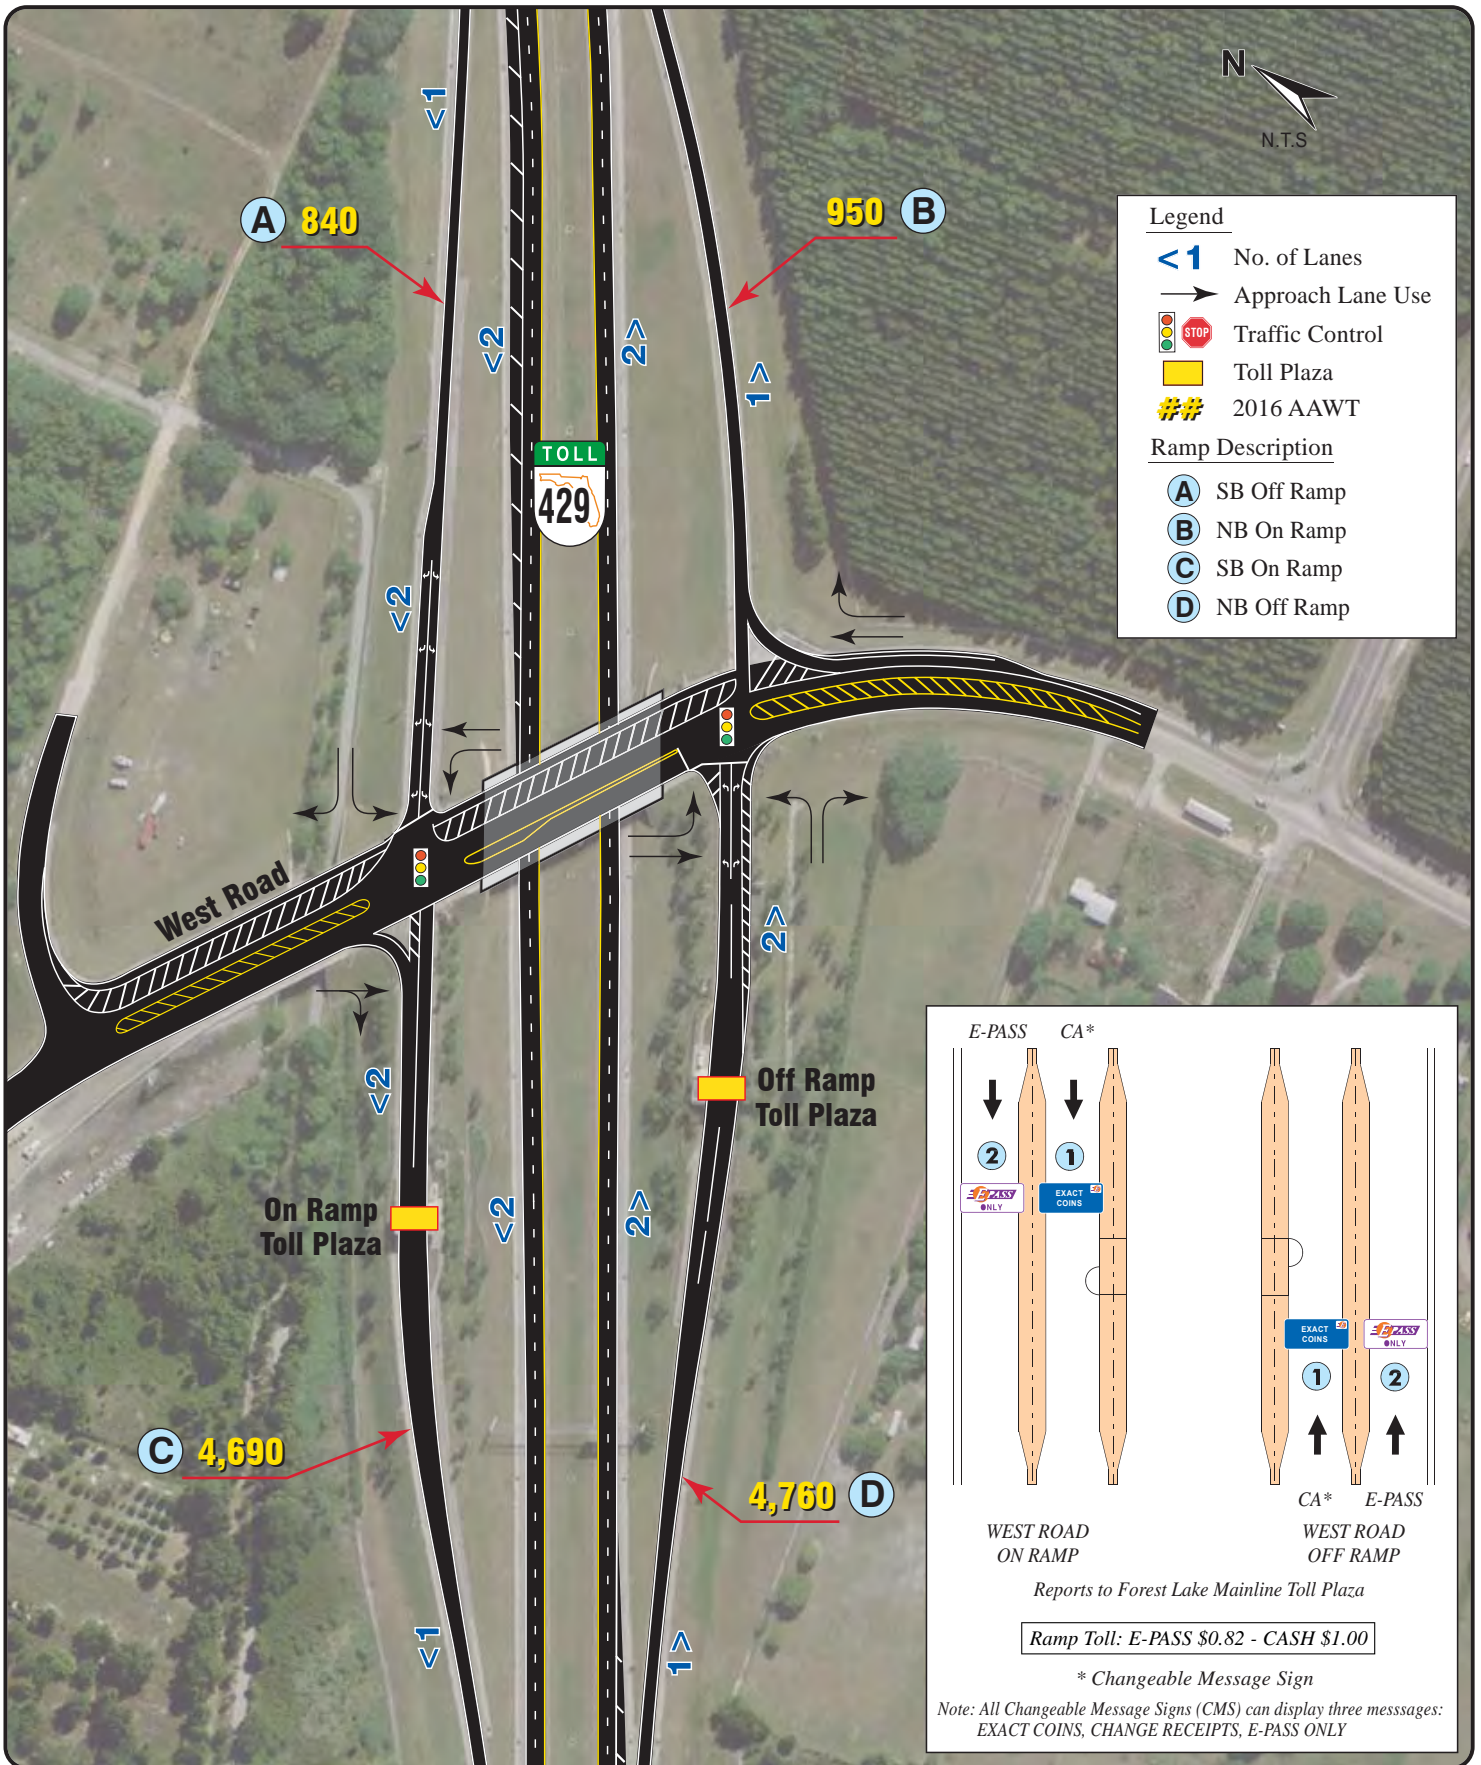 N
N.T.S
<1
A 840
950 B
<2
2>
1>
TOLL
429
<2
Legend
<1 No. of Lanes
Approach Lane Use
STOP Traffic Control
Toll Plaza
## 2016 AAWT
Ramp Description
A SB Off Ramp
B NB On Ramp
C SB On Ramp
D NB Off Ramp
West Road
2>
<2
Off Ramp
Toll Plaza
On Ramp
Toll Plaza
<2
2>
C 4,690
4,760 D
<1
1>
E-PASS CA*
2 1
E-PASS
ONLY
EXACT
COINS
EXACT
COINS
E-PASS
ONLY
1 2
CA* E-PASS
WEST ROAD
ON RAMP
WEST ROAD
OFF RAMP
Reports to Forest Lake Mainline Toll Plaza
Ramp Toll: E-PASS $0.82 - CASH $1.00
* Changeable Message Sign
Note: All Changeable Message Signs (CMS) can display three messsages:
EXACT COINS, CHANGE RECEIPTS, E-PASS ONLY